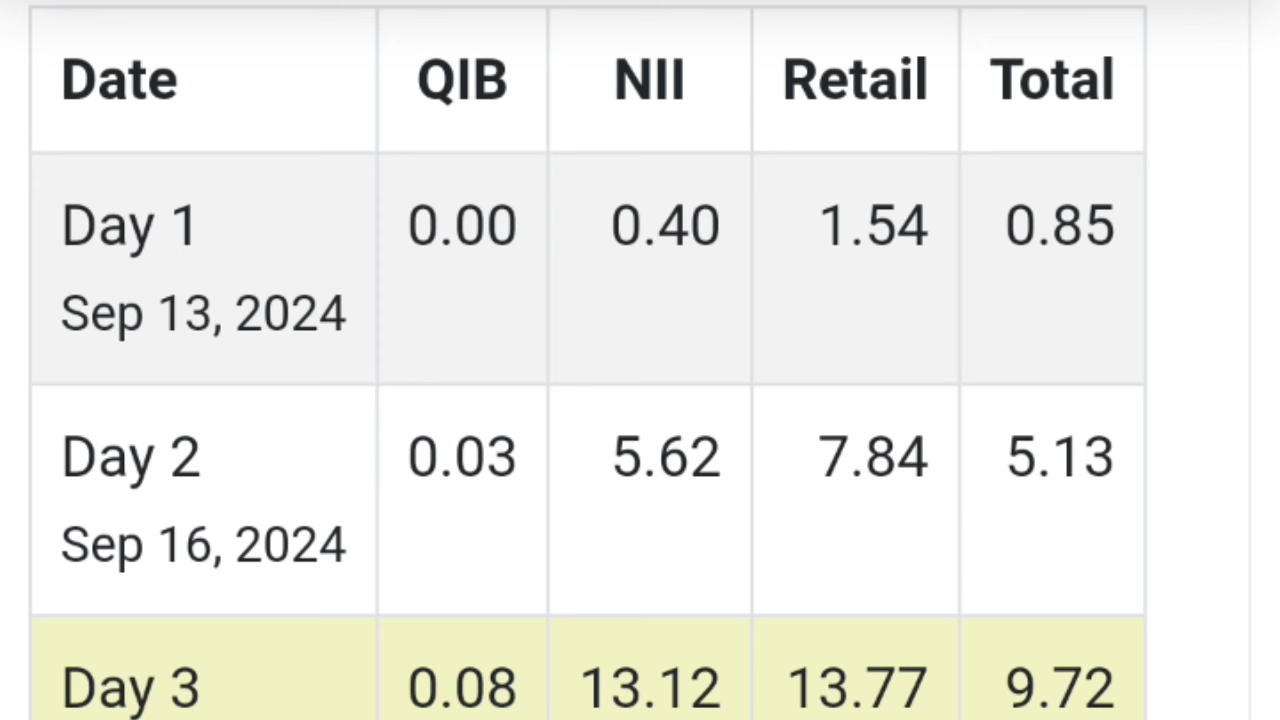 Date QIB NII Retail Total
Day 1 0.00 0.40 1.54 0.85
Sep 13, 2024
Day 2 0.03 5.62 7.84 5.13
Sep 16, 2024
Day 3 0.08 13.12 13.77 9.72